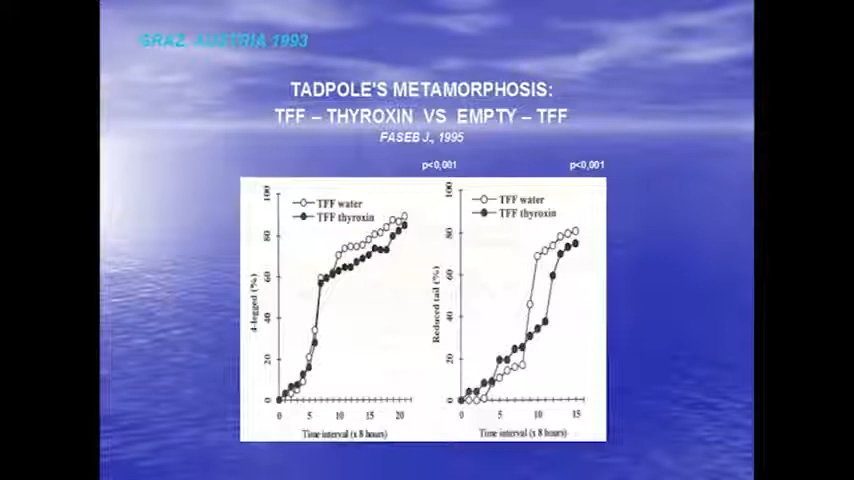 GRAZ, AUSTRIA 1993
TADPOLE'S METAMORPHOSIS:
TFF – THYROXIN VS EMPTY – TFF
FASEB J., 1995
p<0,001
p<0,001
TFF water
TFF thyroxin
4-legged (%)
0 20 40 60 80 100
0 5 10 15 20
Time interval (x 8 hours)
TFF water
TFF thyroxin
Reduced tail (%)
0 20 40 60 80 100
0 5 10 15
Time interval (x 8 hours)